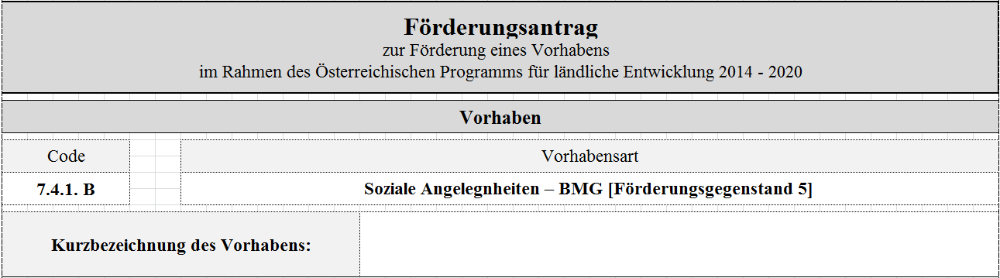 Förderungsantrag
zur Förderung eines Vorhabens
im Rahmen des Österreichischen Programms für ländliche Entwicklung 2014 - 2020
Vorhaben
Code
Vorhabensart
7.4.1. B
Soziale Angelegnheiten – BMG [Förderungsgegenstand 5]
Kurzbezeichnung des Vorhabens: